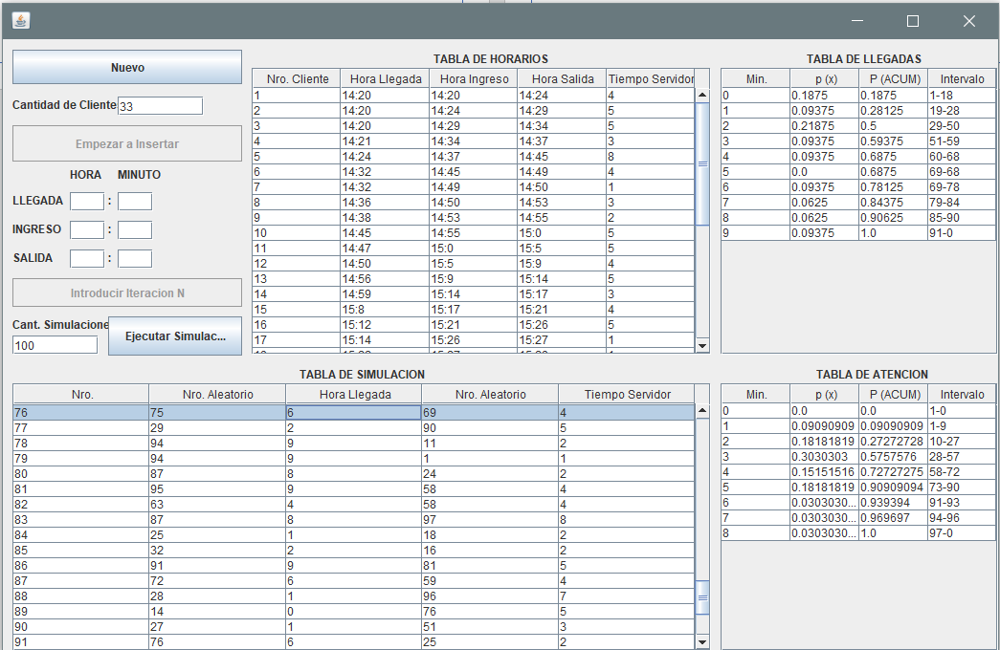 Nuevo
Cantidad de Cliente 33
Empezar a Insertar
HORA MINUTO
LLEGADA :
INGRESO :
SALIDA :
Introducir Iteracion N
Cant. Simulacione
100
Ejecutar Simulac...
TABLA DE HORARIOS
Nro. Cliente Hora Llegada Hora Ingreso Hora Salida Tiempo Servidor
1 14:20 14:20 14:24 4
2 14:20 14:24 14:29 5
3 14:20 14:29 14:34 5
4 14:21 14:34 14:37 3
5 14:24 14:37 14:45 8
6 14:32 14:45 14:49 4
7 14:32 14:49 14:50 1
8 14:36 14:50 14:53 3
9 14:38 14:53 14:55 2
10 14:45 14:55 15:0 5
11 14:47 15:0 15:5 5
12 14:50 15:5 15:9 4
13 14:56 15:9 15:14 5
14 14:59 15:14 15:17 3
15 15:8 15:17 15:21 4
16 15:12 15:21 15:26 5
17 15:14 15:26 15:27 1
TABLA DE LLEGADAS
Min. p (x) P (ACUM) Intervalo
0 0.1875 0.1875 1-18
1 0.09375 0.28125 19-28
2 0.21875 0.5 29-50
3 0.09375 0.59375 51-59
4 0.09375 0.6875 60-68
5 0.0 0.6875 69-68
6 0.09375 0.78125 69-78
7 0.0625 0.84375 79-84
8 0.0625 0.90625 85-90
9 0.09375 1.0 91-0
TABLA DE SIMULACION
Nro. Nro. Aleatorio Hora Llegada Nro. Aleatorio Tiempo Servidor
76 75 6 69 4
77 29 2 90 5
78 94 9 11 2
79 94 9 1 1
80 87 8 24 2
81 95 9 58 4
82 63 4 58 4
83 87 8 97 8
84 25 1 18 2
85 32 2 16 2
86 91 9 81 5
87 72 6 59 4
88 28 1 96 7
89 14 0 76 5
90 27 1 51 3
91 76 6 25 2
TABLA DE ATENCION
Min. p (x) P (ACUM) Intervalo
0 0.0 0.0 1-0
1 0.09090909 0.09090909 1-9
2 0.18181819 0.27272728 10-27
3 0.3030303 0.5757576 28-57
4 0.15151516 0.72727275 58-72
5 0.18181819 0.90909094 73-90
6 0.0303030... 0.939394 91-93
7 0.0303030... 0.969697 94-96
8 0.0303030... 1.0 97-0